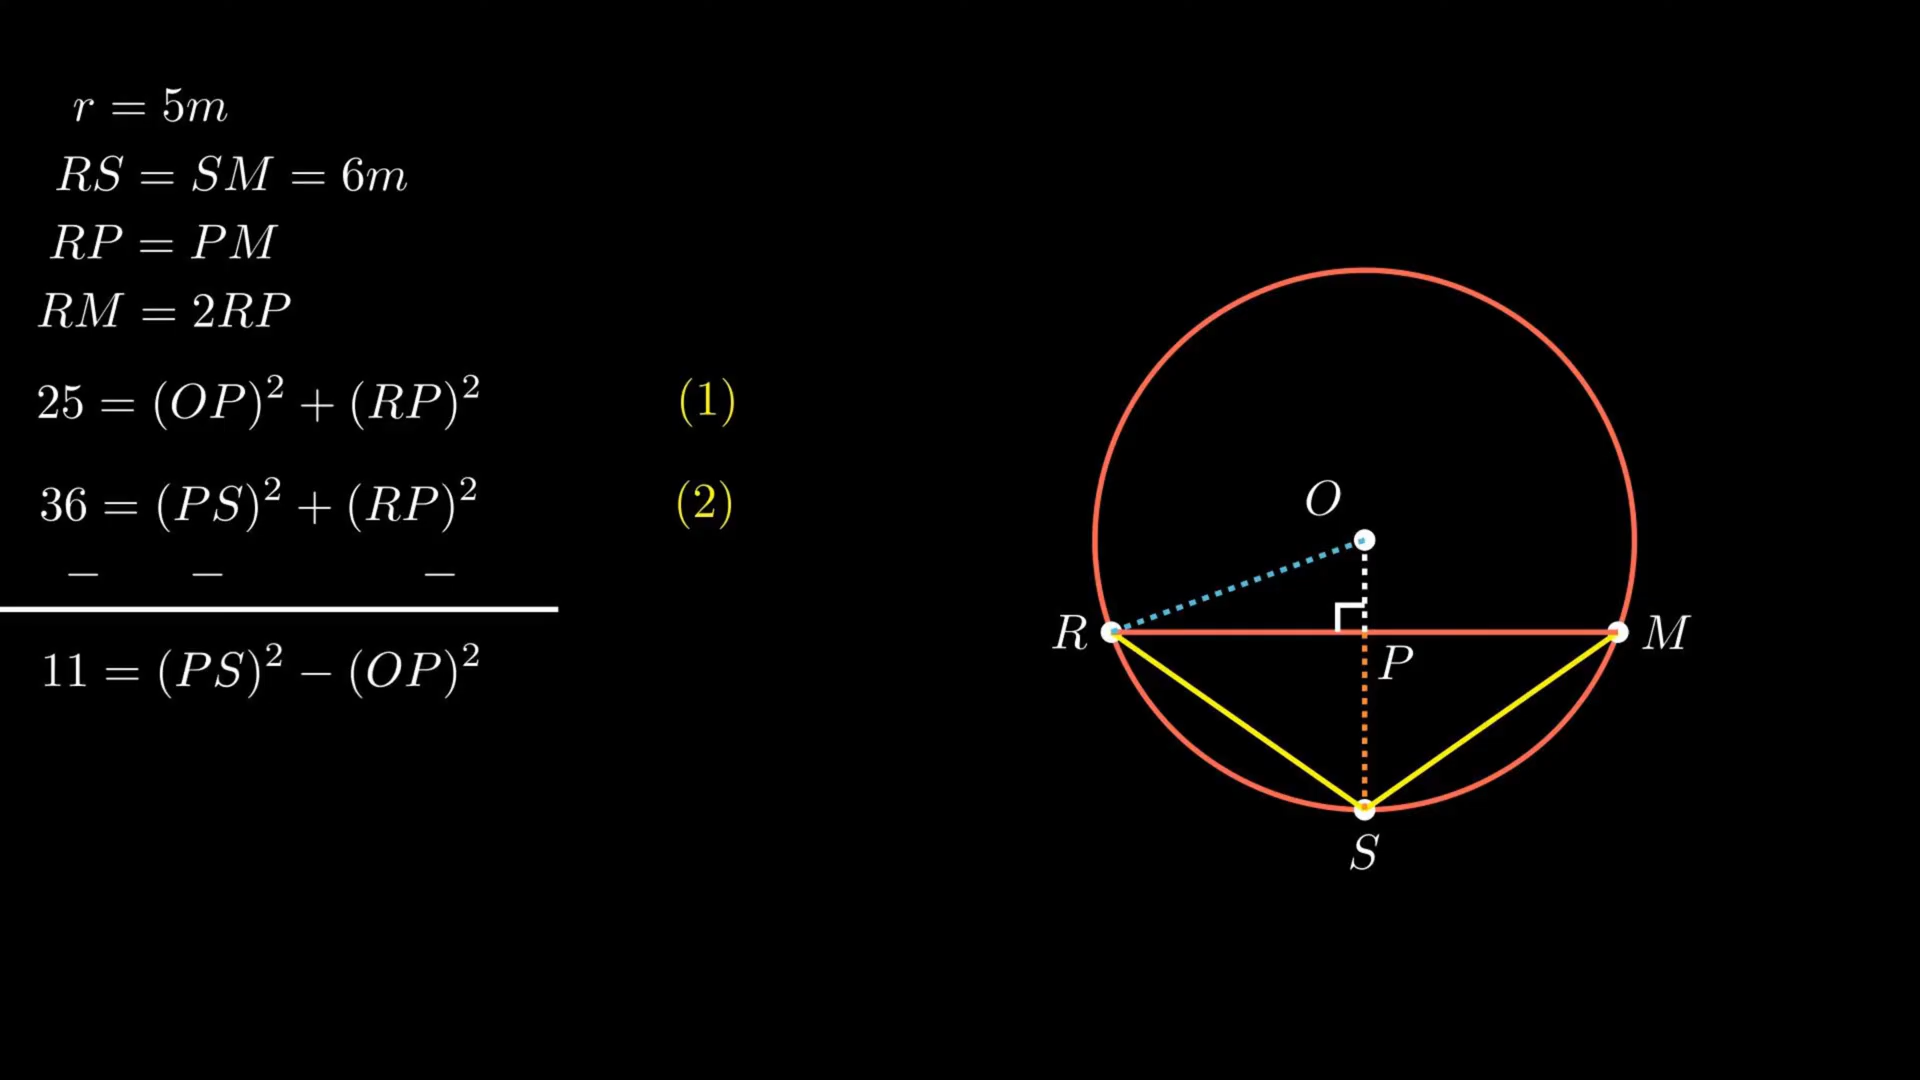 r = 5m
RS = SM = 6m
RP = PM
RM = 2RP
25 = (OP)² + (RP)² (1)
36 = (PS)² + (RP)² (2)
− − −
11 = (PS)² − (OP)²
O
R
M
P
S